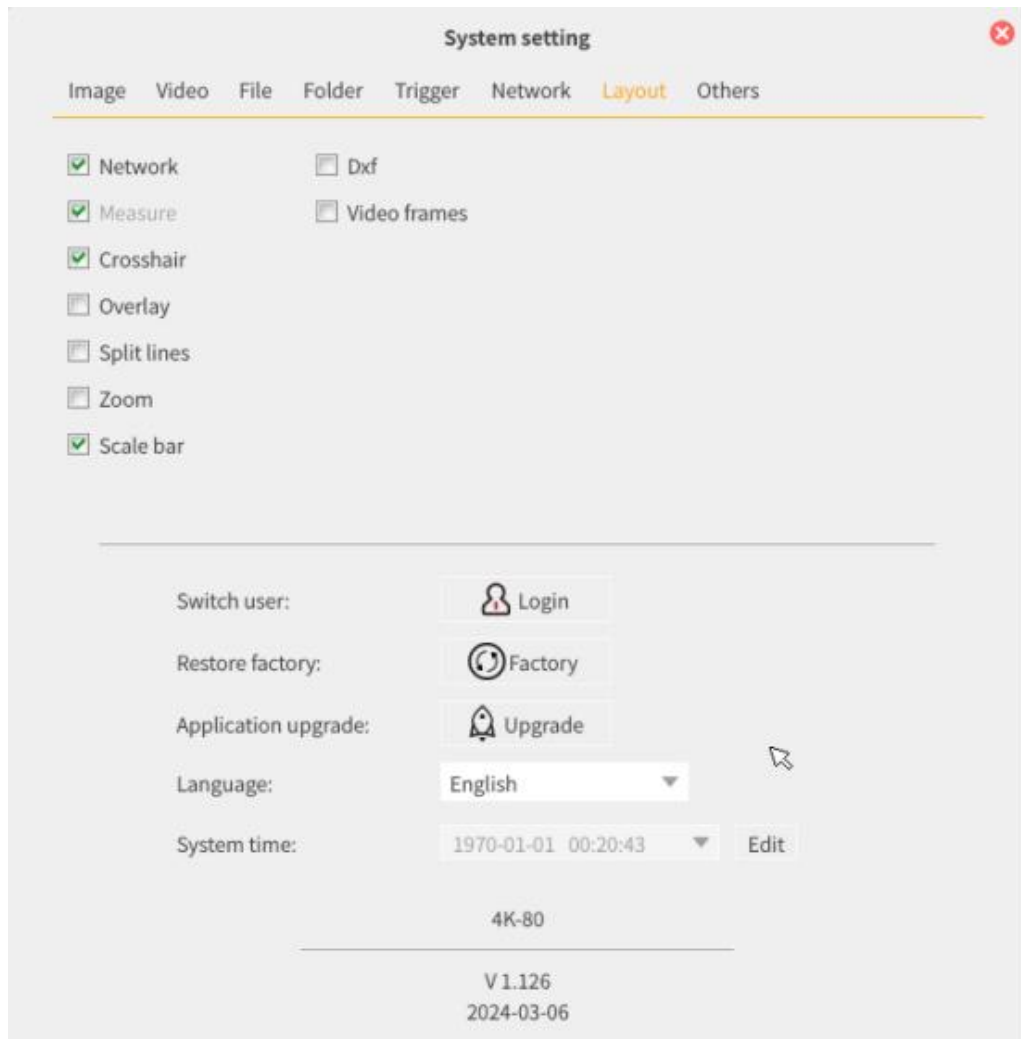 System setting
Image Video File Folder Trigger Network Layout Others
Network Dxf
Measure Video frames
Crosshair
Overlay
Split lines
Zoom
Scale bar
Switch user: Login
Restore factory: Factory
Application upgrade: Upgrade
Language: English
System time: 1970-01-01 00:20:43 Edit
4K-80
V 1.126
2024-03-06